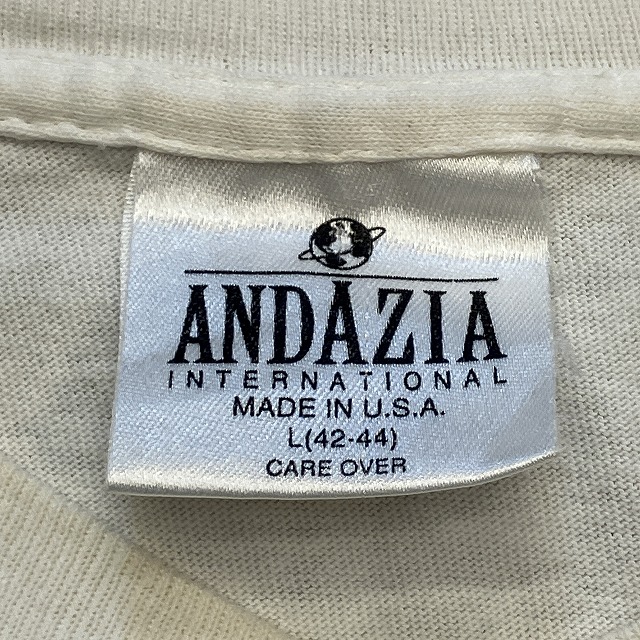 ANDAZIA
INTERNATIONAL
MADE IN U.S.A.
L(42-44)
CARE OVER